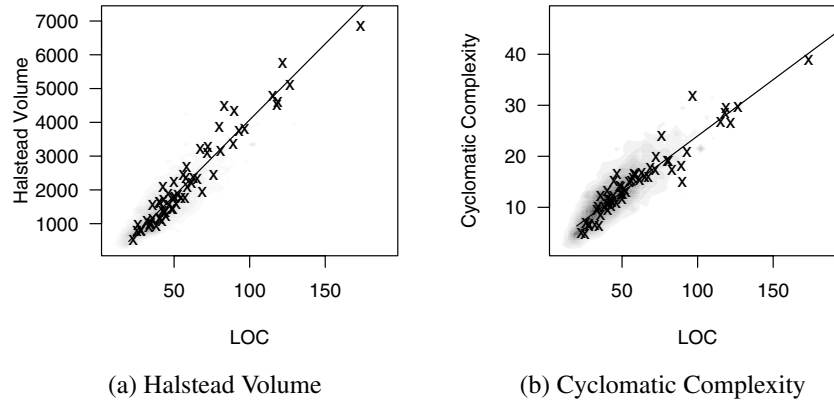 7000
6000
5000
4000
3000
2000
1000
Halstead Volume
50 100 150
LOC
(a) Halstead Volume
40
30
20
10
Cyclomatic Complexity
50 100 150
LOC
(b) Cyclomatic Complexity